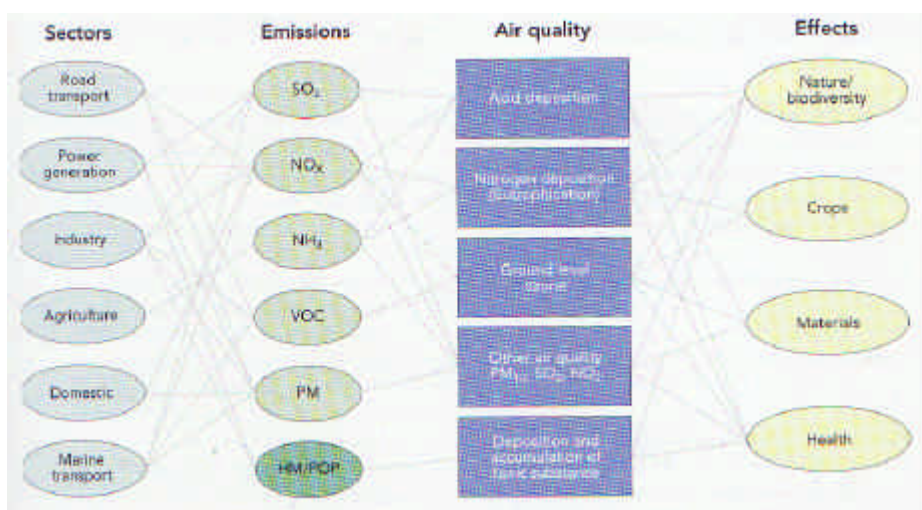 Sectors
Emissions
Air quality
Effects
Road
transport
Power
generation
Industry
Agriculture
Domestic
Marine
transport
SO₂
NOₓ
NH₃
VOC
PM
HM/POP
Acid deposition
Nitrogen deposition
(Eutrophication)
Ground level
ozone
Other air quality
PM₁₀, SO₂, NO₂
Deposition and
accumulation of
toxic substance
Nature/
biodiversity
Crops
Materials
Health